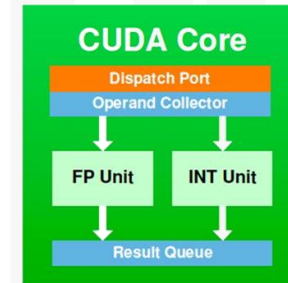 CUDA Core
Dispatch Port
Operand Collector
FP Unit
INT Unit
Result Queue